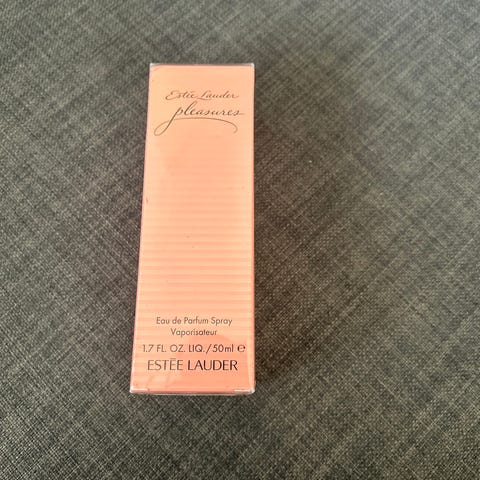 Estée Lauder
pleasures
Eau de Parfum Spray
Vaporisateur
1.7 FL. OZ. LIQ./50ml ℮
ESTĒE LAUDER